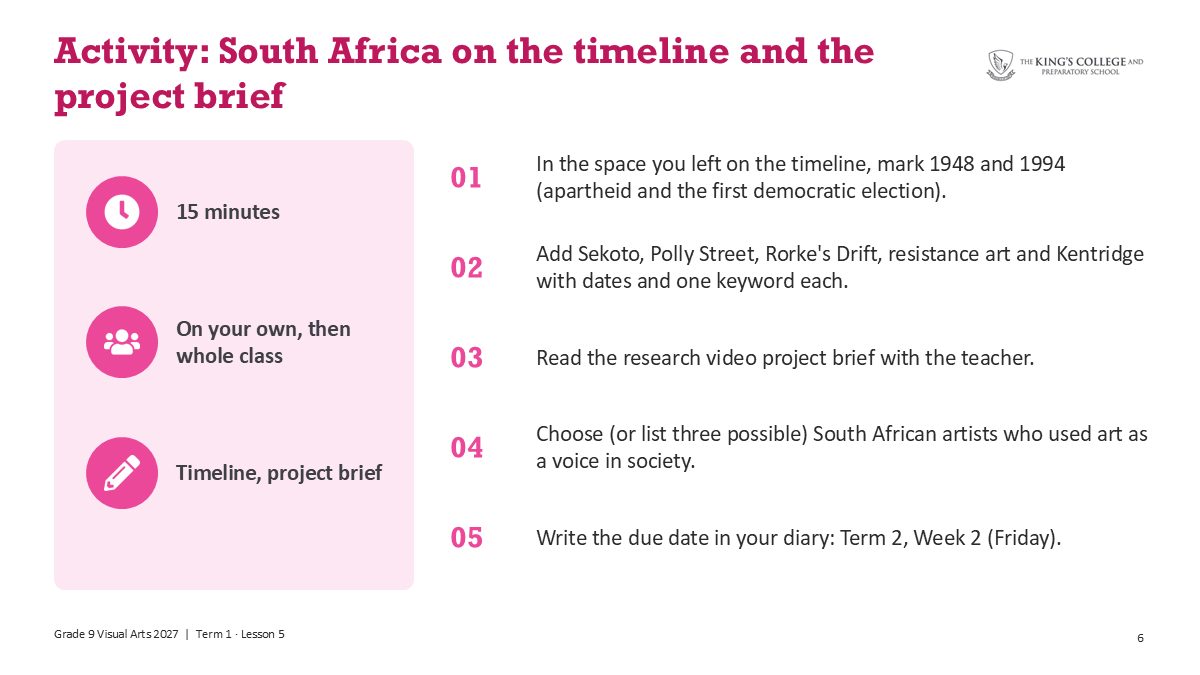 Activity: South Africa on the timeline and the
project brief
THE KING'S COLLEGE AND
PREPARATORY SCHOOL
15 minutes
On your own, then
whole class
Timeline, project brief
01
In the space you left on the timeline, mark 1948 and 1994
(apartheid and the first democratic election).
02
Add Sekoto, Polly Street, Rorke's Drift, resistance art and Kentridge
with dates and one keyword each.
03
Read the research video project brief with the teacher.
04
Choose (or list three possible) South African artists who used art as
a voice in society.
05
Write the due date in your diary: Term 2, Week 2 (Friday).
Grade 9 Visual Arts 2027 | Term 1 · Lesson 5
6